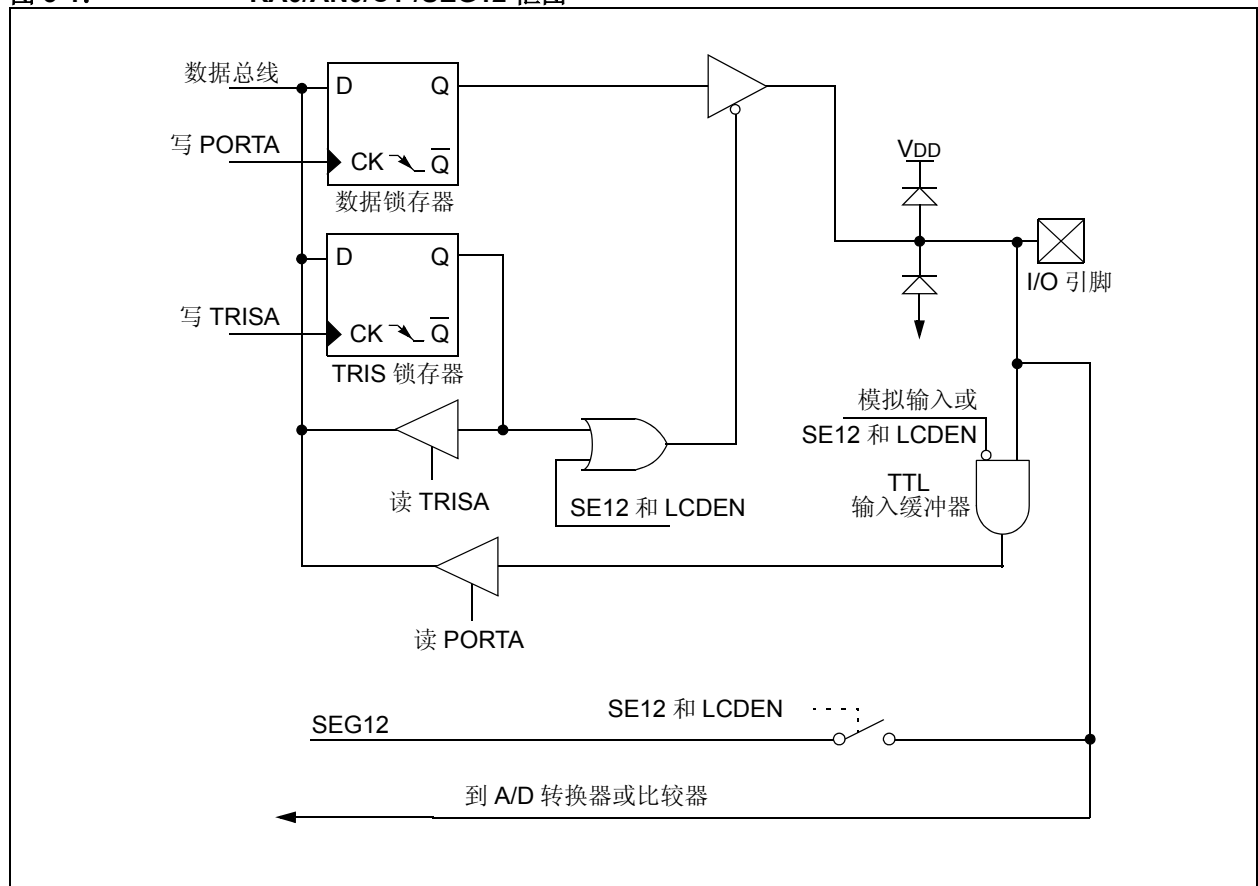 数据总线
D
Q
写 PORTA
CK
Q
数据锁存器
VDD
D
Q
I/O 引脚
写 TRISA
CK
Q
TRIS 锁存器
模拟输入或
SE12 和 LCDEN
读 TRISA
SE12 和 LCDEN
TTL
输入缓冲器
读 PORTA
SE12 和 LCDEN
SEG12
到 A/D 转换器或比较器